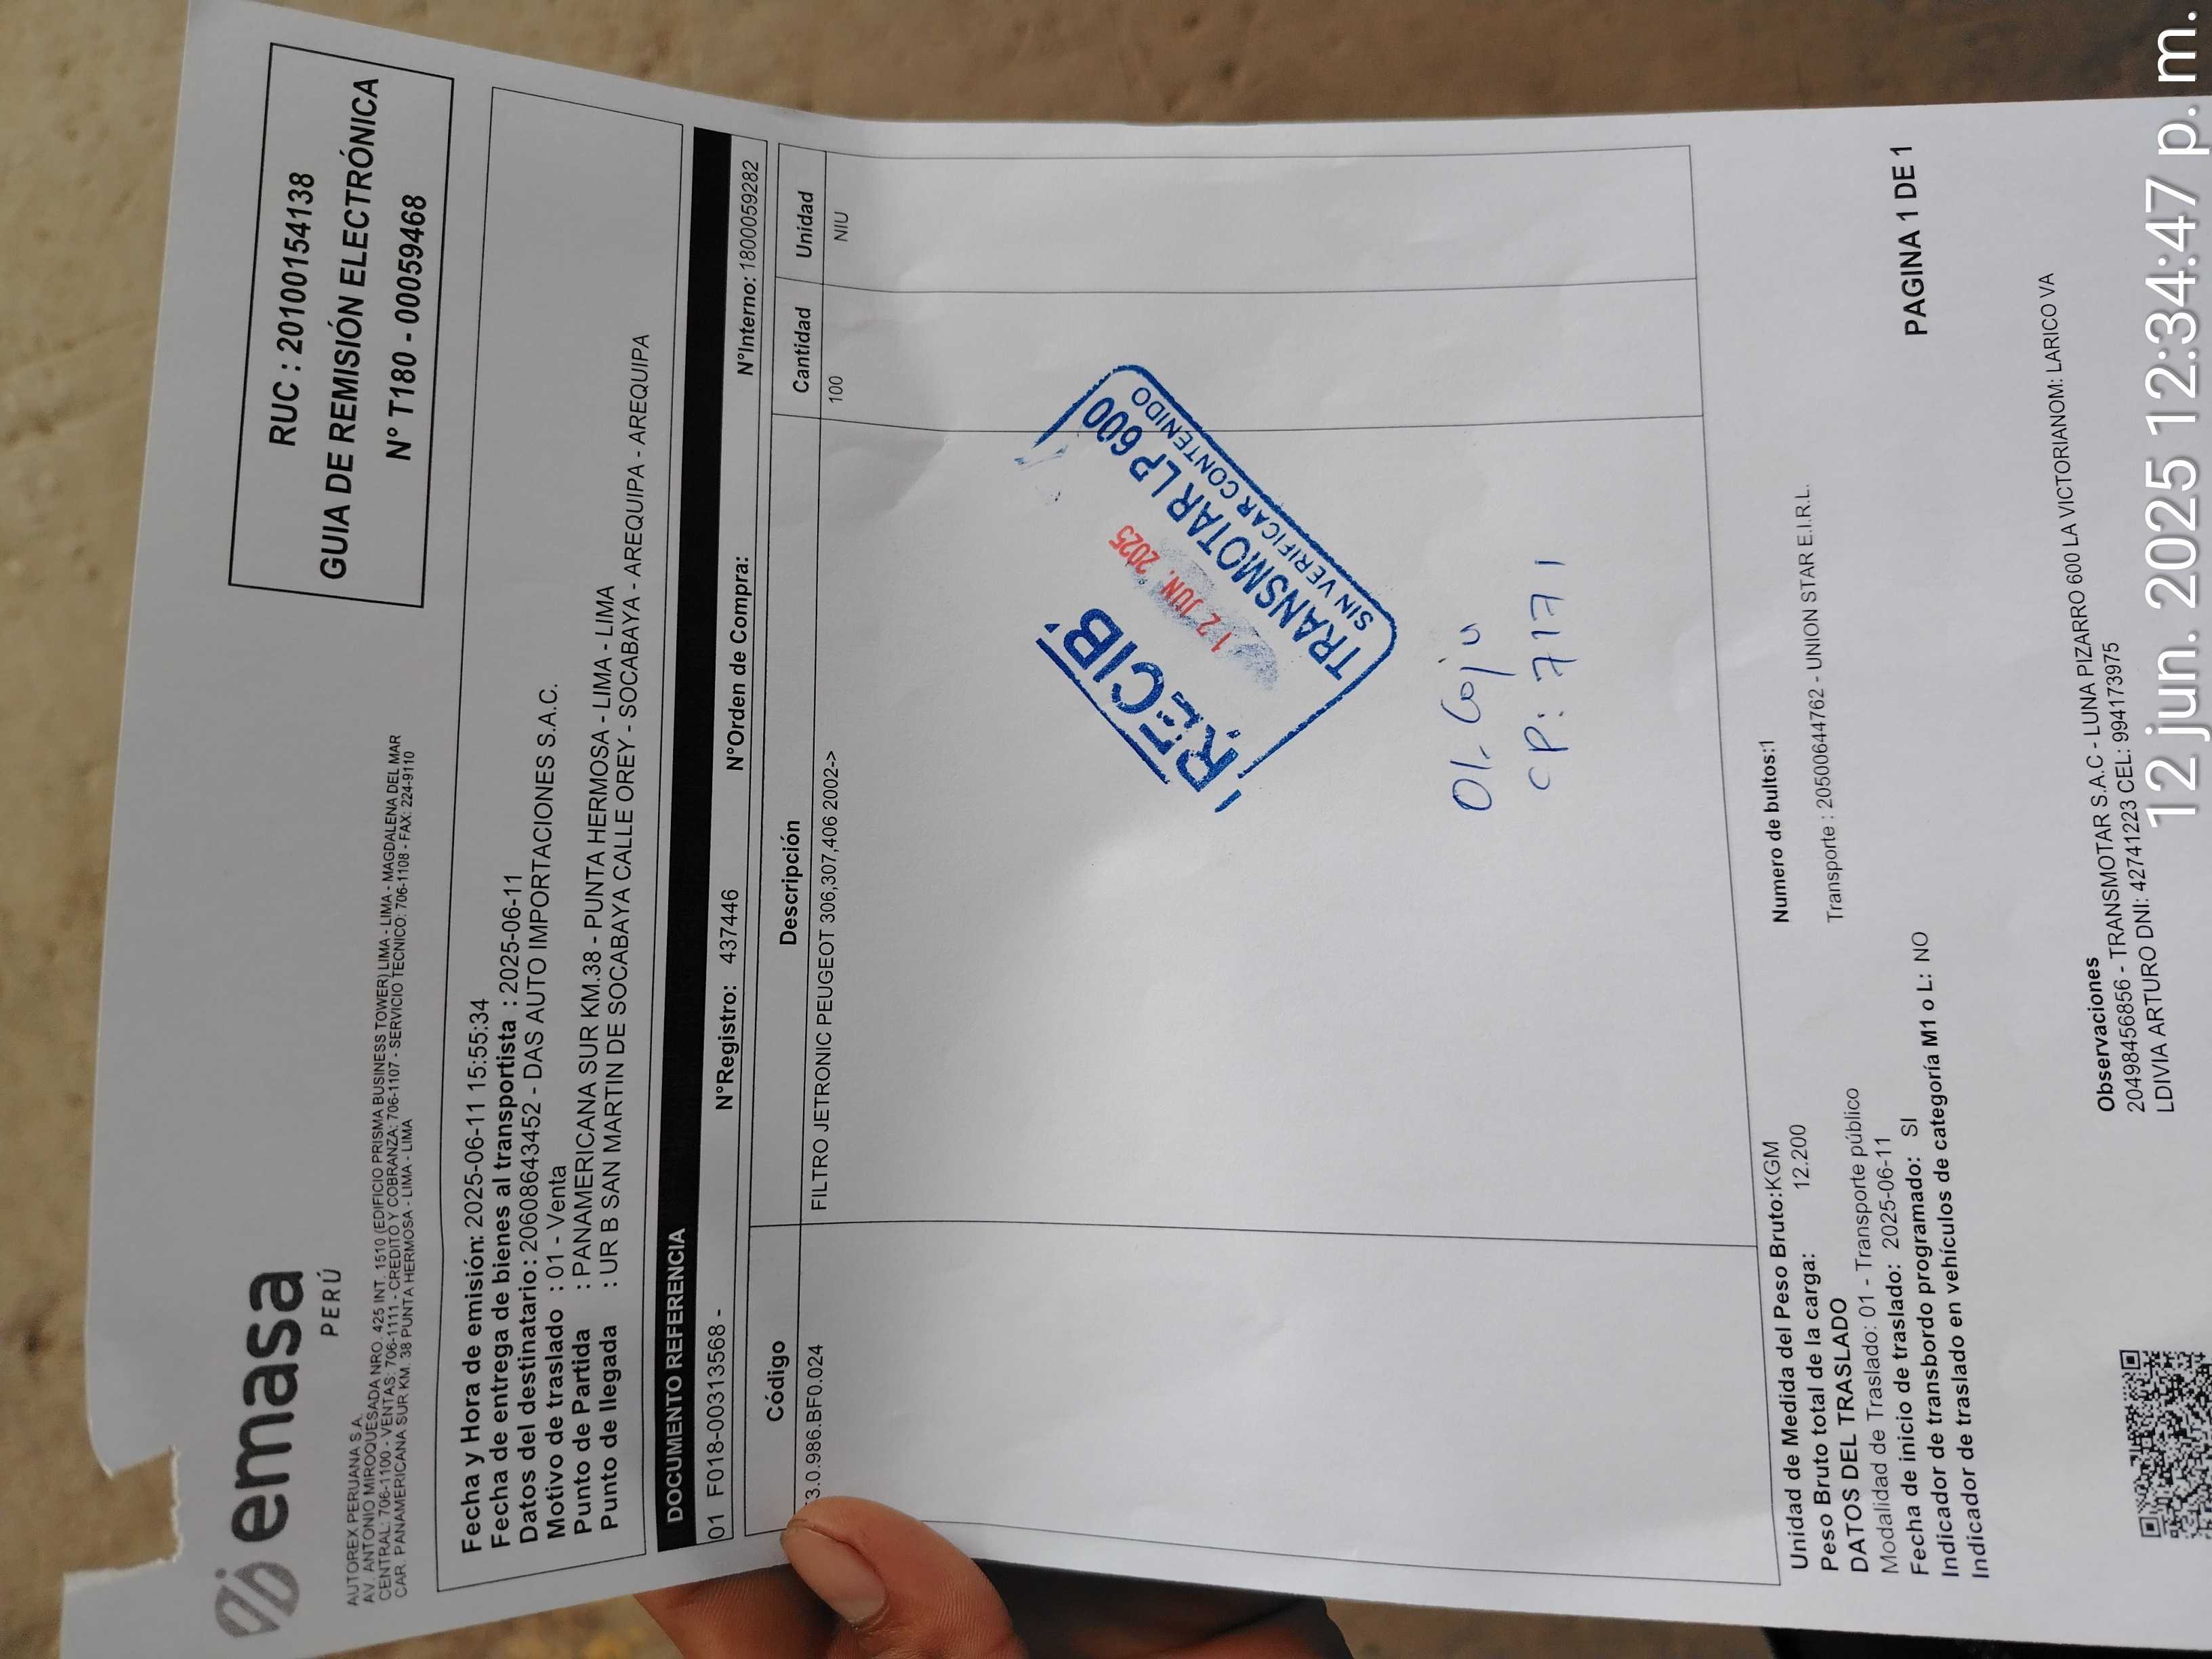 emasa
PERÚ
RUC : 20100154138
GUIA DE REMISIÓN ELECTRÓNICA
N° T180 - 00059468
AUTOREX PERUANA S.A.
AV. ANTONIO MIROQUESADA NRO. 425 INT. 1510 (EDIFICIO PRISMA BUSINESS TOWER) LIMA - LIMA - MAGDALENA DEL MAR
CENTRAL: 706-1100 - VENTAS: 706-1111 - CREDITO Y COBRANZA: 706-1107 - SERVICIO TECNICO: 706-1108 - FAX: 224-9110
CAR. PANAMERICANA SUR KM. 38 PUNTA HERMOSA - LIMA - LIMA
Fecha y Hora de emisión: 2025-06-11 15:55:34
Fecha de entrega de bienes al transportista : 2025-06-11
Datos del destinatario: 20608643452 - DAS AUTO IMPORTACIONES S.A.C.
Motivo de traslado : 01 - Venta
Punto de Partida : PANAMERICANA SUR KM.38 - PUNTA HERMOSA - LIMA - LIMA
Punto de llegada : UR B SAN MARTIN DE SOCABAYA CALLE OREY - SOCABAYA - AREQUIPA - AREQUIPA
DOCUMENTO REFERENCIA
01 F018-00313568 - N°Registro: 437446 N°Orden de Compra: N°Interno: 1800059282
Código Descripción Cantidad Unidad
3.0.986.BF0.024 FILTRO JETRONIC PEUGEOT 306,307,406 2002-> 100 NIU
RECIB
12 JUN. 2025
TRANSMOTAR LP 600
SIN VERIFICAR CONTENIDO
01. Caja
CP: 7171
Unidad de Medida del Peso Bruto:KGM Numero de bultos:1
Peso Bruto total de la carga: 12.200
DATOS DEL TRASLADO Transporte : 20500644762 - UNION STAR E.I.R.L.
Modalidad de Traslado: 01 - Transporte público
Fecha de inicio de traslado: 2025-06-11
Indicador de transbordo programado: SI
Indicador de traslado en vehículos de categoría M1 o L: NO
PAGINA 1 DE 1
Observaciones
20498456856 - TRANSMOTAR S.A.C - LUNA PIZARRO 600 LA VICTORIANOM: LARICO VA
LDIVIA ARTURO DNI: 42741223 CEL: 994173975
12 jun. 2025 12:34:47 p. m.